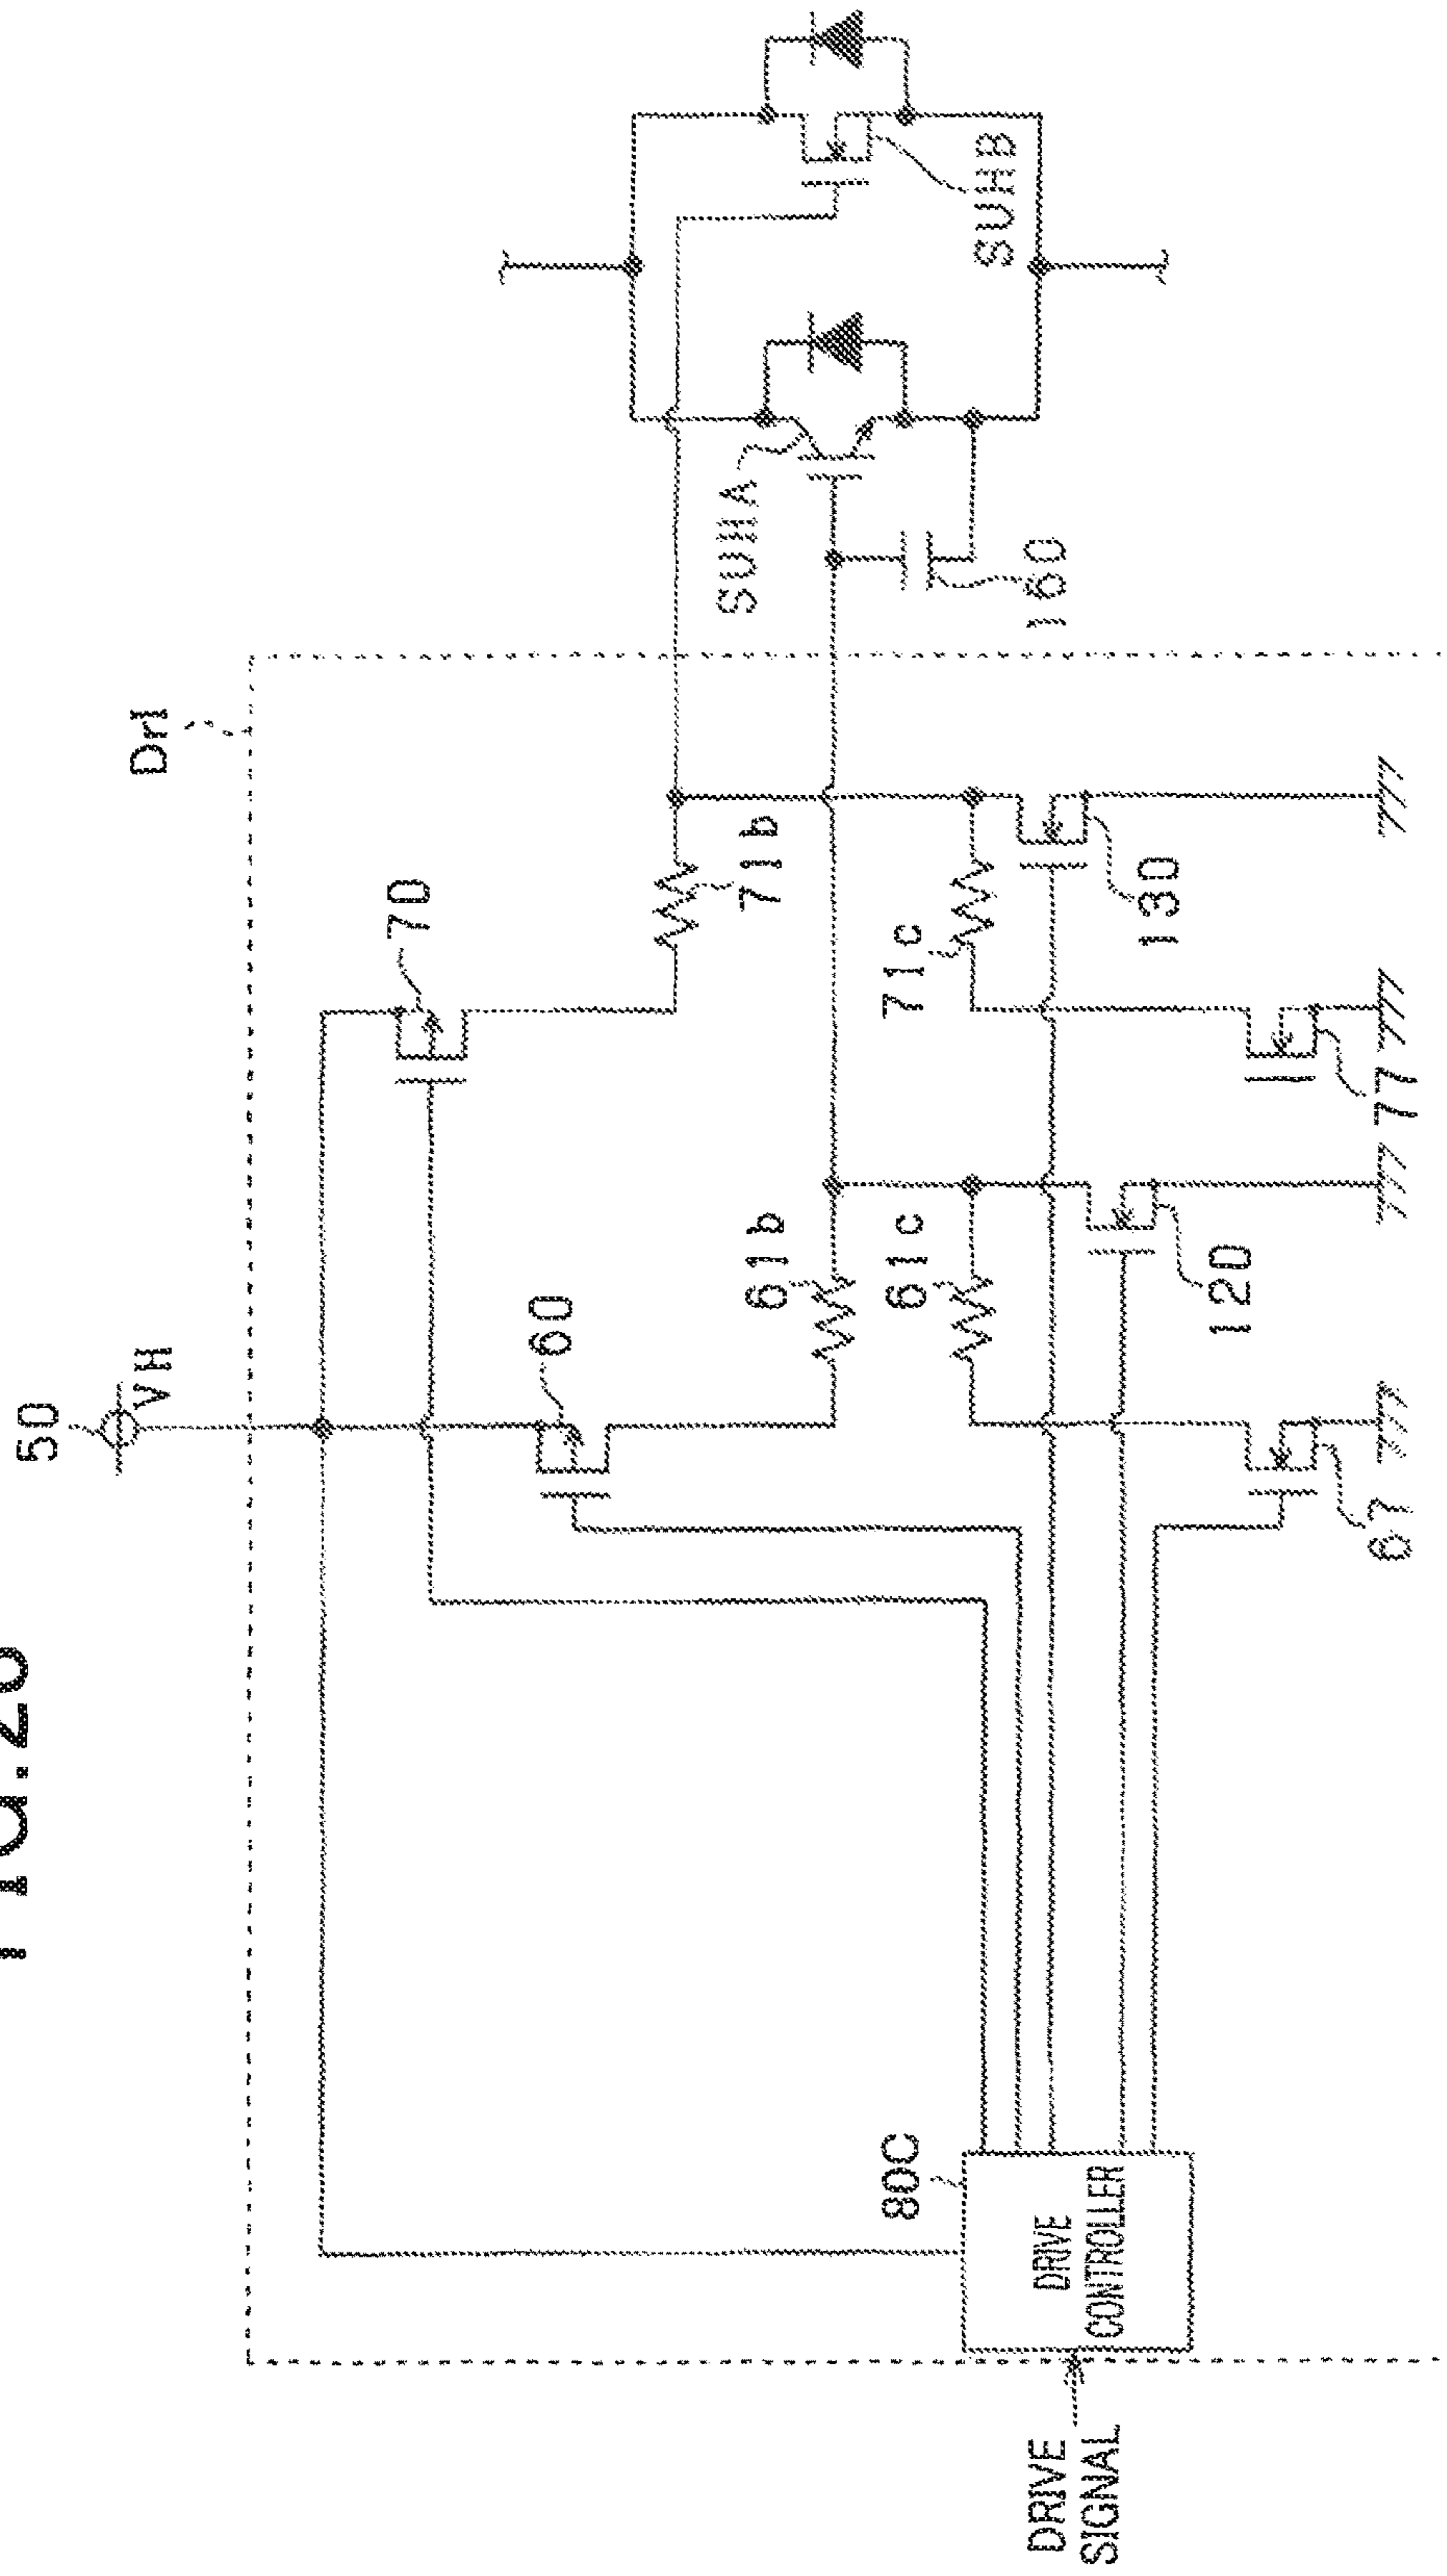 50
VH
DrI
70
60
71b
61b
61c
71c
120
130
67
77
SUHA
SUHB
160
80C
DRIVE
CONTROLLER
DRIVE
SIGNAL